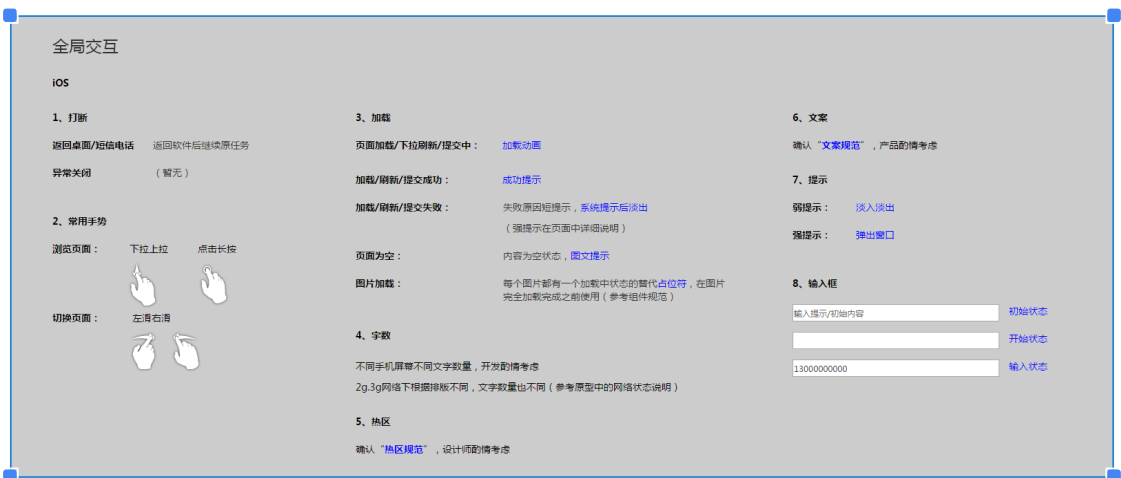 全局交互
iOS
1、打断
返回桌面/短信电话 返回软件后继续原任务
异常关闭 （暂无）
2、常用手势
浏览页面： 下拉上拉 点击长按
切换页面： 左滑右滑
3、加载
页面加载/下拉刷新/提交中： 加载动画
加载/刷新/提交成功： 成功提示
加载/刷新/提交失败： 失败原因短提示，系统提示后淡出
（强提示在页面中详细说明）
页面为空： 内容为空状态，图文提示
图片加载： 每个图片都有一个加载中状态的替代占位符，在图片
完全加载完成之前使用（参考组件规范）
4、字数
不同手机屏幕不同文字数量，开发酌情考虑
2g.3g网络下根据排版不同，文字数量也不同（参考原型中的网络状态说明）
5、热区
确认“热区规范”，设计师酌情考虑
6、文案
确认“文案规范”，产品酌情考虑
7、提示
弱提示： 淡入淡出
强提示： 弹出窗口
8、输入框
输入提示/初始内容 初始状态
开始状态
13000000000 输入状态